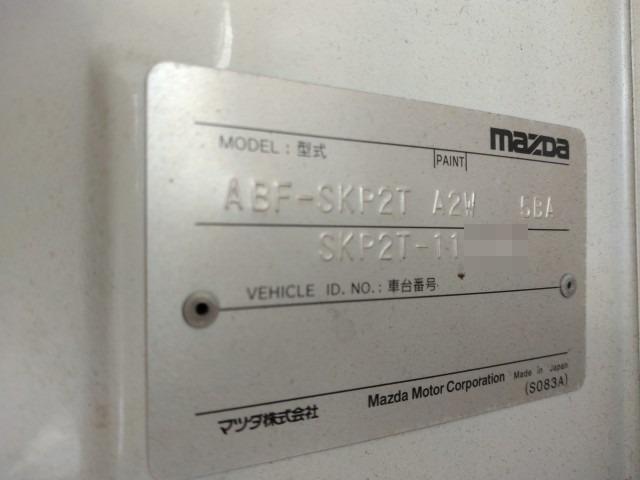 mazda
MODEL : 型式 PAINT
ABF-SKP2T A2W 5BA
SKP2T-11
VEHICLE ID. NO. : 車台番号
マツダ株式会社 Mazda Motor Corporation Made in Japan
(S083A)